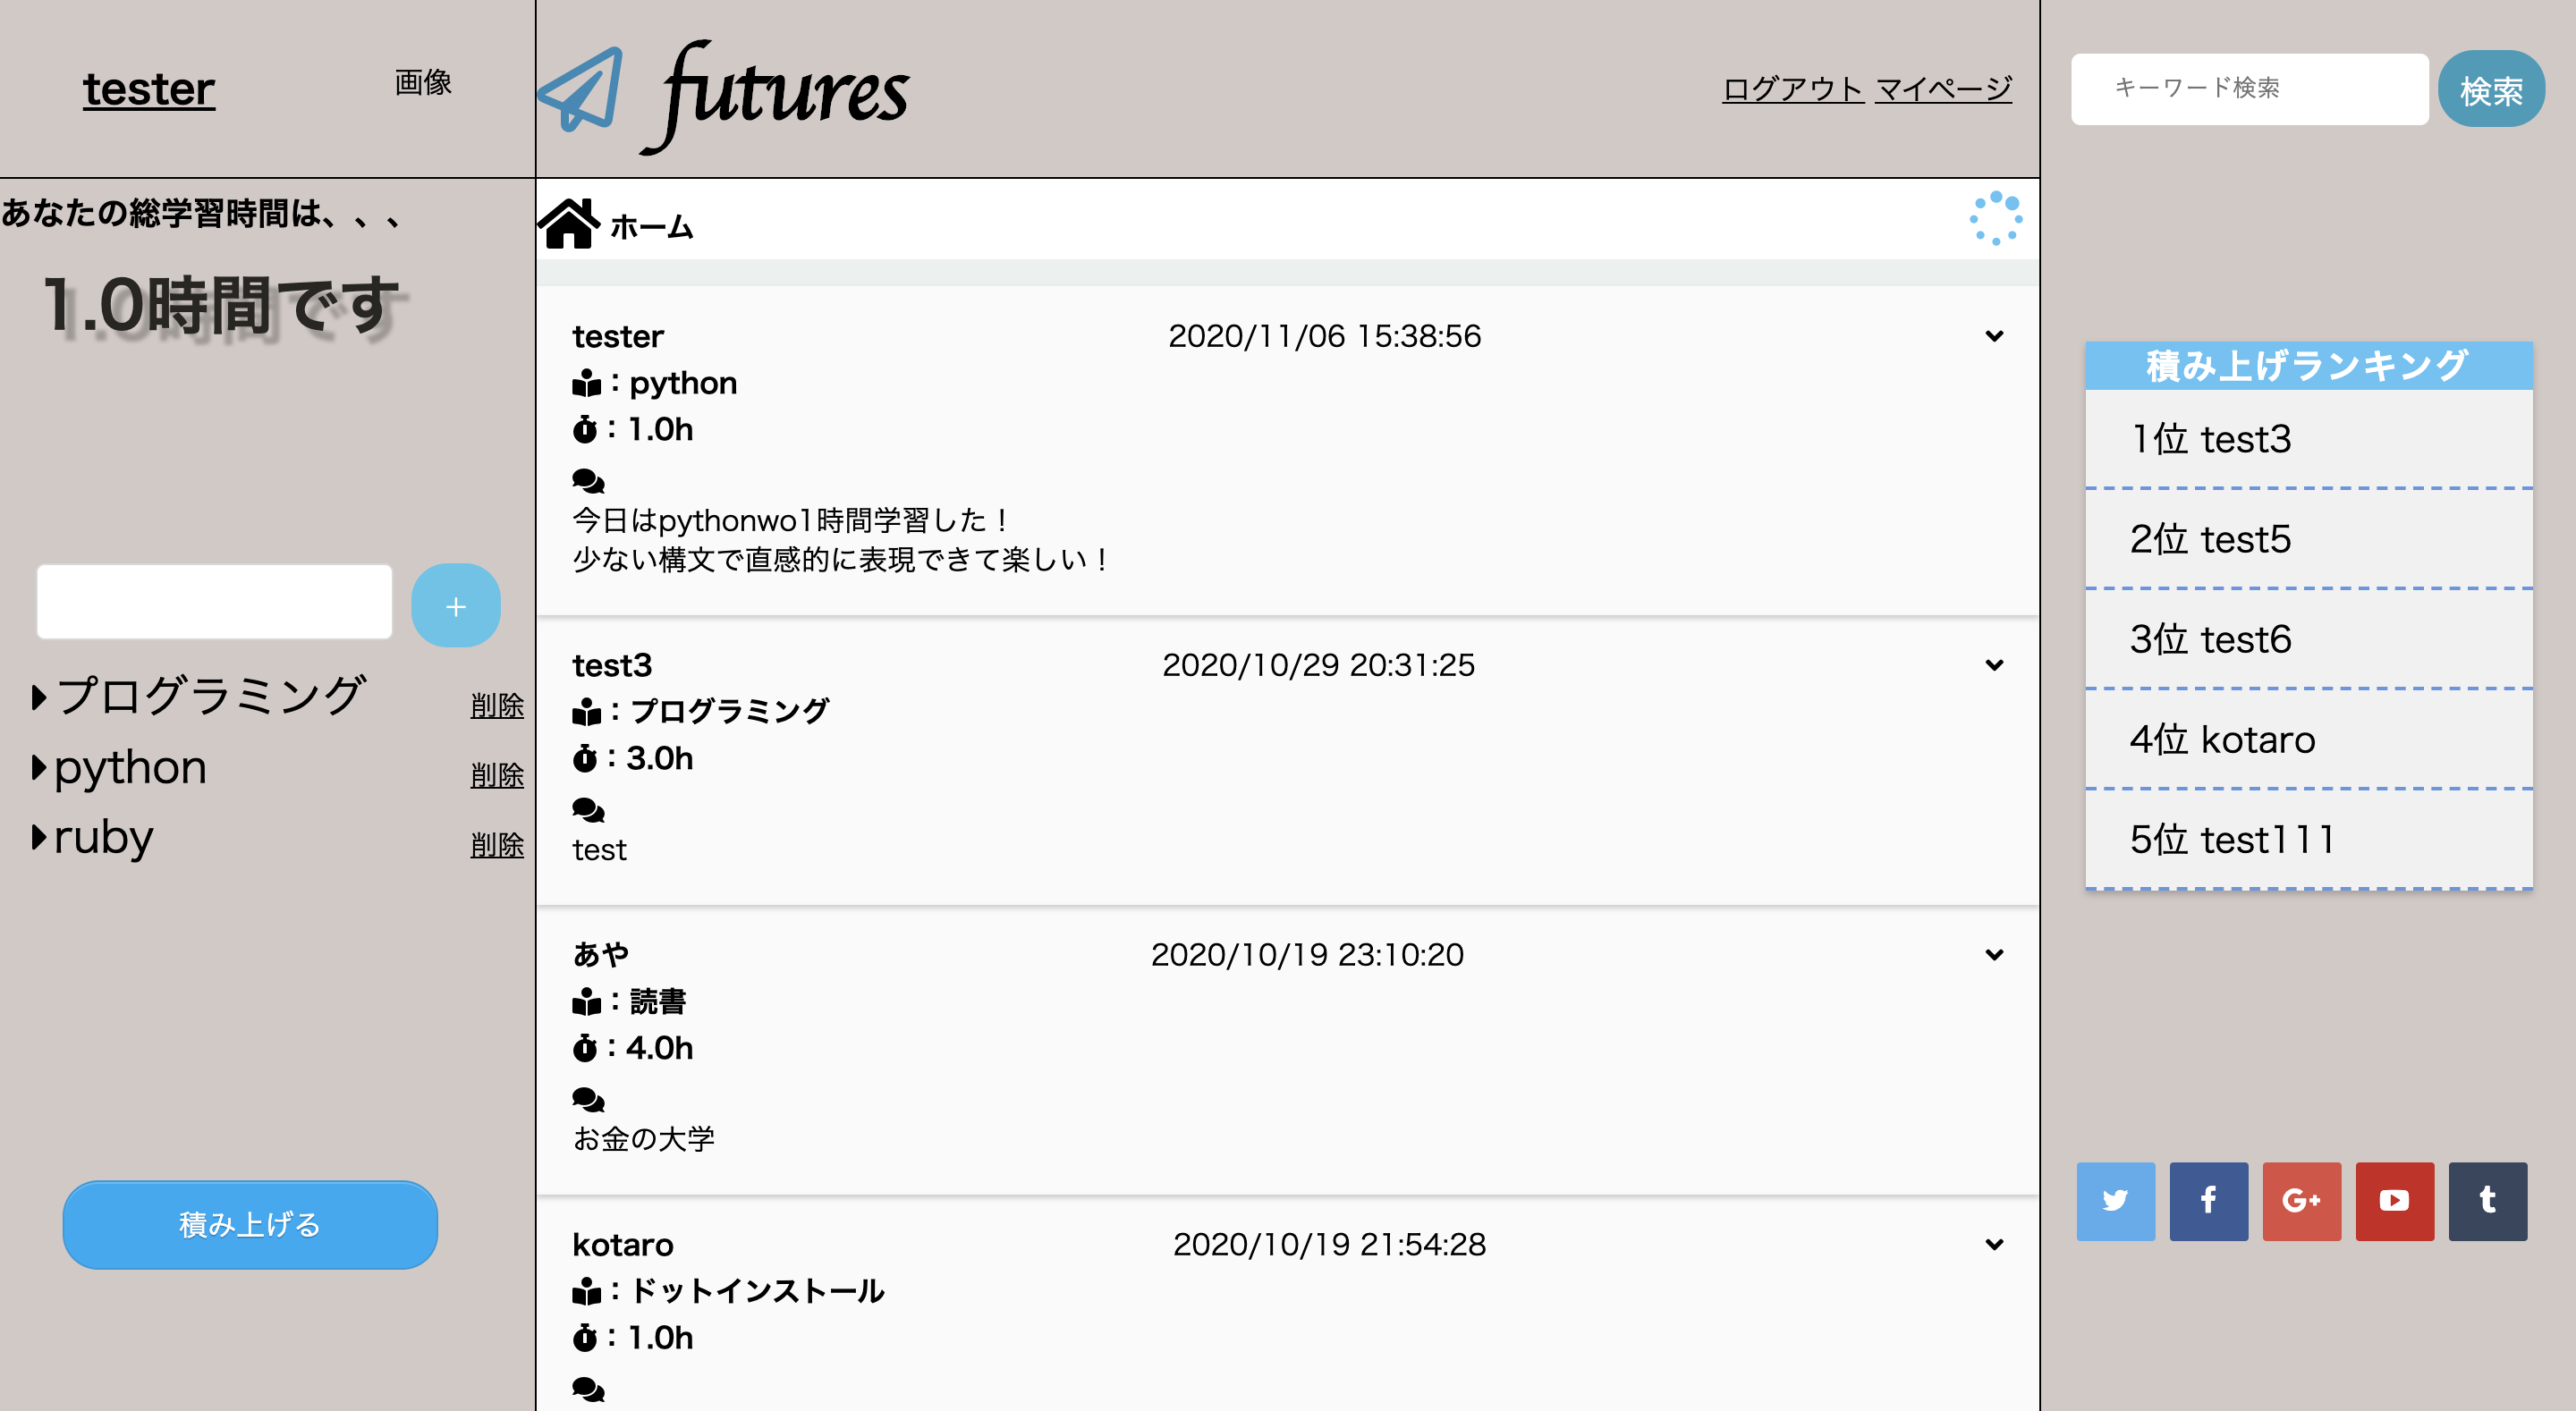 tester
画像
あなたの総学習時間は、、、
1.0時間です
+
プログラミング 削除
python 削除
ruby 削除
積み上げる
futures
ログアウト マイページ
ホーム
tester 2020/11/06 15:38:56
：python
：1.0h
今日はpythonwo1時間学習した！
少ない構文で直感的に表現できて楽しい！
test3 2020/10/29 20:31:25
：プログラミング
：3.0h
test
あや 2020/10/19 23:10:20
：読書
：4.0h
お金の大学
kotaro 2020/10/19 21:54:28
：ドットインストール
：1.0h
キーワード検索 検索
積み上げランキング
1位 test3
2位 test5
3位 test6
4位 kotaro
5位 test111